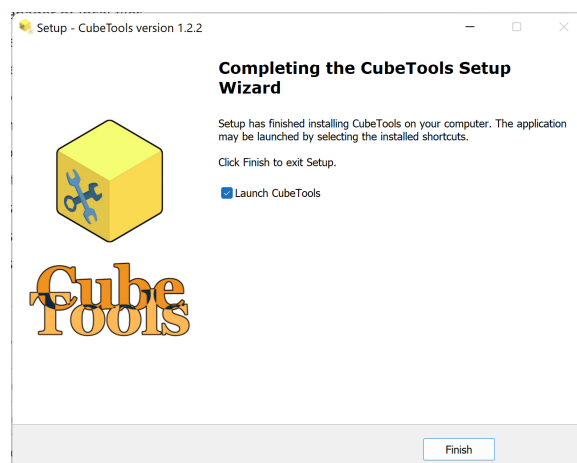 Setup - CubeTools version 1.2.2
Completing the CubeTools Setup
Wizard
Setup has finished installing CubeTools on your computer. The application
may be launched by selecting the installed shortcuts.
Click Finish to exit Setup.
Launch CubeTools
Cube
Tools
Finish